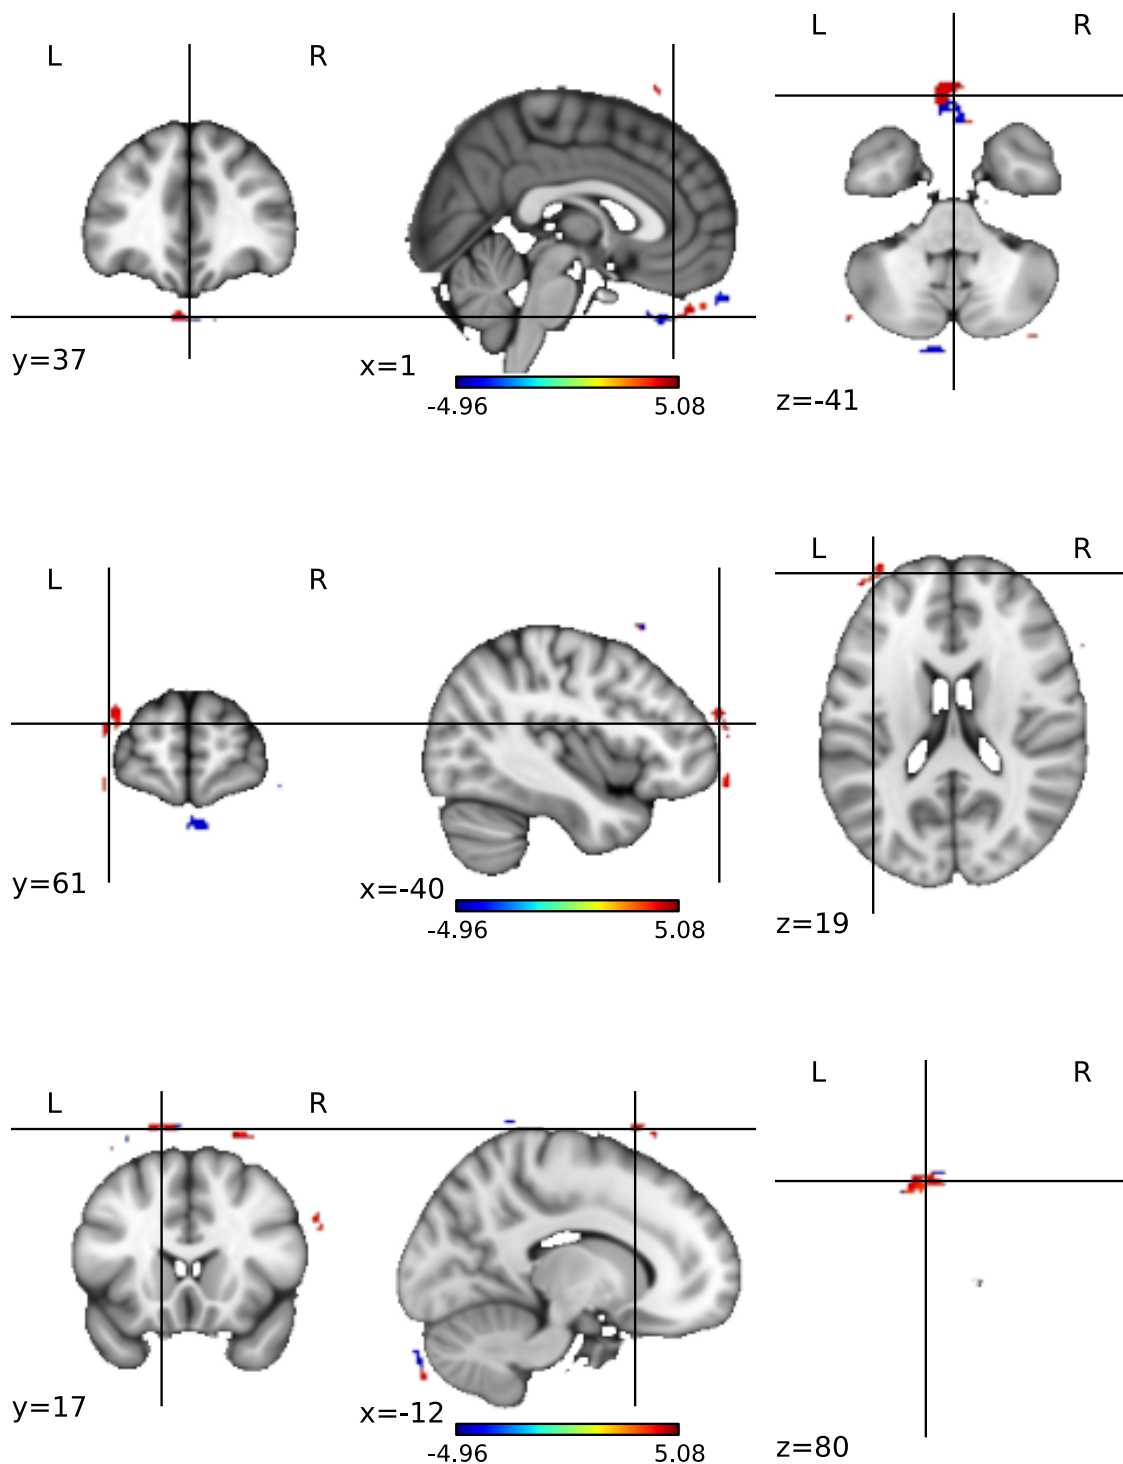 L R L R
y=37 x=1 z=-41
-4.96 5.08
L R L R
y=61 x=-40 z=19
-4.96 5.08
L R L R
y=17 x=-12 z=80
-4.96 5.08